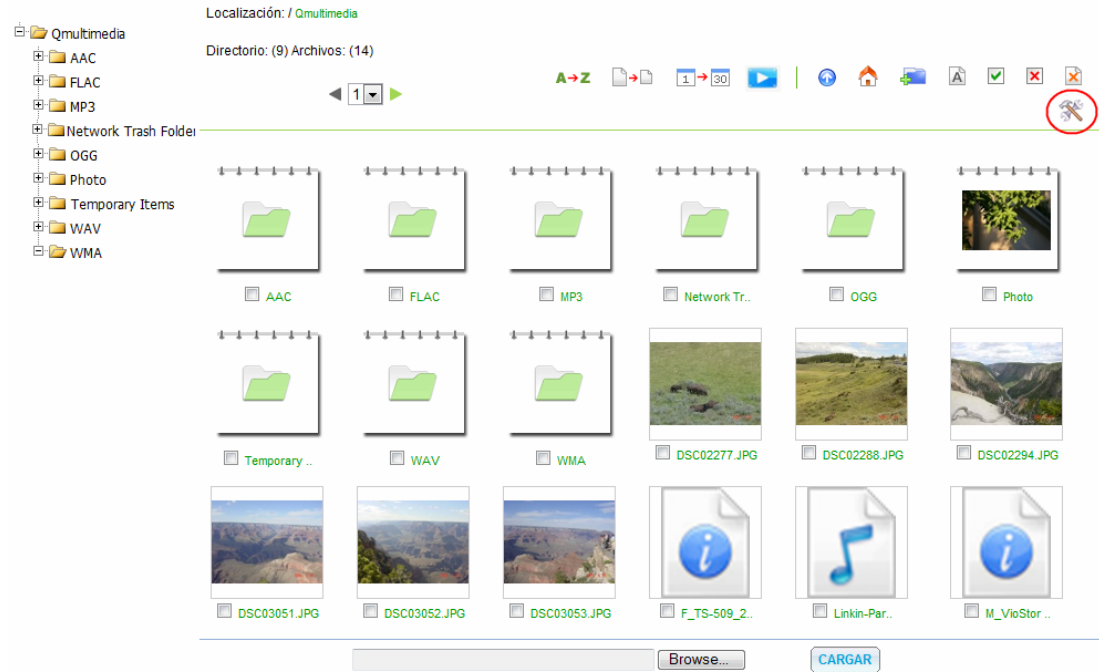 Localización: / Qmultimedia
Qmultimedia
AAC
FLAC
MP3
Network Trash Folder
OGG
Photo
Temporary Items
WAV
WMA
Directorio: (9) Archivos: (14)
A→Z
1→30
A
1
AAC
FLAC
MP3
Network Tr..
OGG
Photo
Temporary ..
WAV
WMA
DSC02277.JPG
DSC02288.JPG
DSC02294.JPG
DSC03051.JPG
DSC03052.JPG
DSC03053.JPG
F_TS-509_2..
Linkin-Par..
M_VioStor ..
Browse...
CARGAR